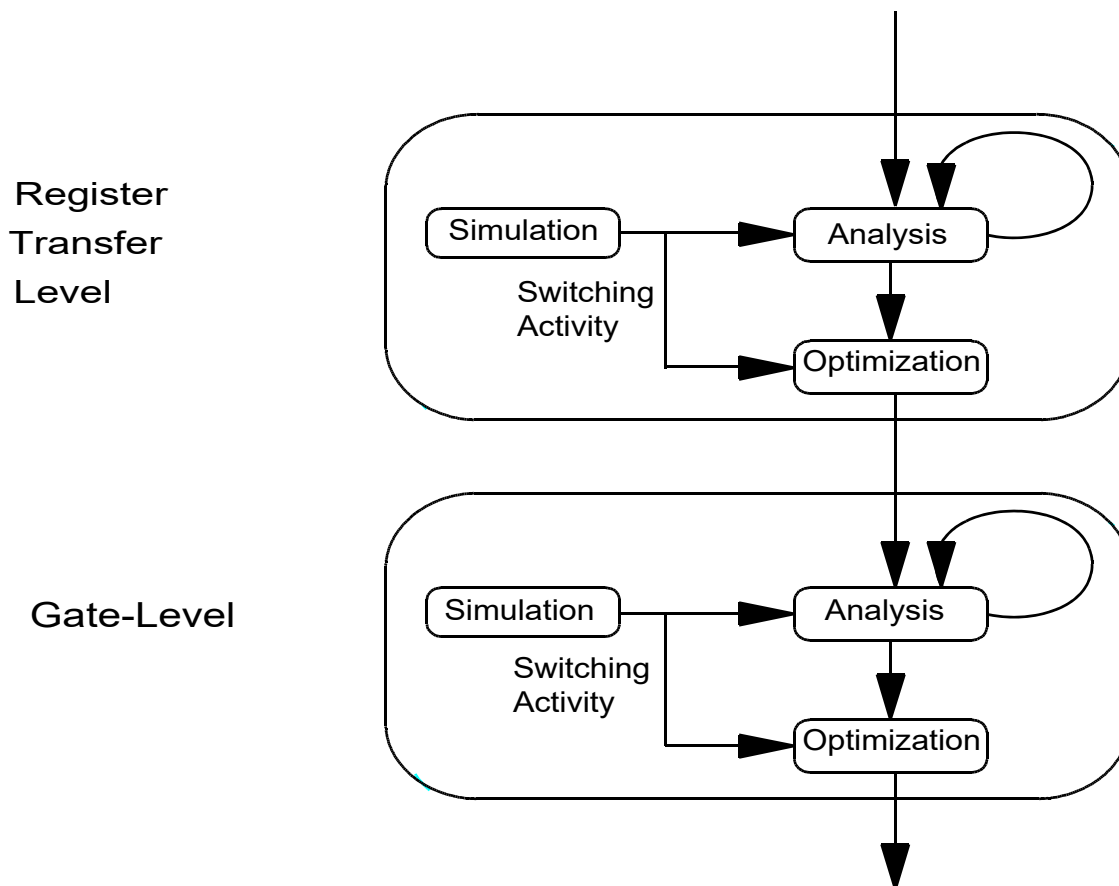 Register
Transfer
Level
Simulation
Analysis
Switching
Activity
Optimization
Gate-Level
Simulation
Analysis
Switching
Activity
Optimization